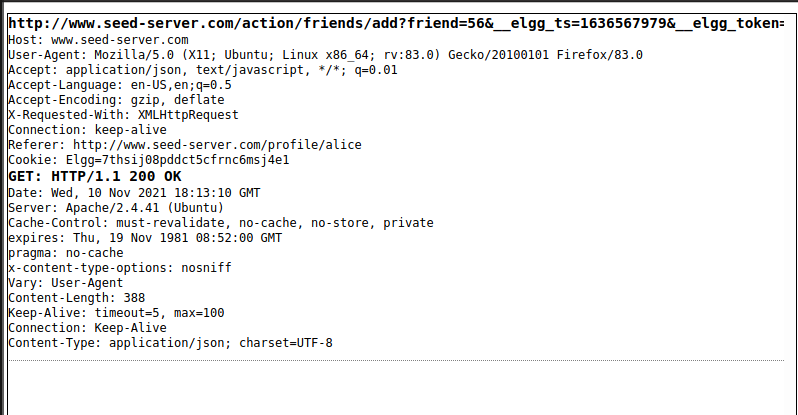 http://www.seed-server.com/action/friends/add?friend=56&__elgg_ts=1636567979&__elgg_token=
Host: www.seed-server.com
User-Agent: Mozilla/5.0 (X11; Ubuntu; Linux x86_64; rv:83.0) Gecko/20100101 Firefox/83.0
Accept: application/json, text/javascript, */*; q=0.01
Accept-Language: en-US,en;q=0.5
Accept-Encoding: gzip, deflate
X-Requested-With: XMLHttpRequest
Connection: keep-alive
Referer: http://www.seed-server.com/profile/alice
Cookie: Elgg=7thsij08pddct5cfrnc6msj4e1
GET: HTTP/1.1 200 OK
Date: Wed, 10 Nov 2021 18:13:10 GMT
Server: Apache/2.4.41 (Ubuntu)
Cache-Control: must-revalidate, no-cache, no-store, private
expires: Thu, 19 Nov 1981 08:52:00 GMT
pragma: no-cache
x-content-type-options: nosniff
Vary: User-Agent
Content-Length: 388
Keep-Alive: timeout=5, max=100
Connection: Keep-Alive
Content-Type: application/json; charset=UTF-8